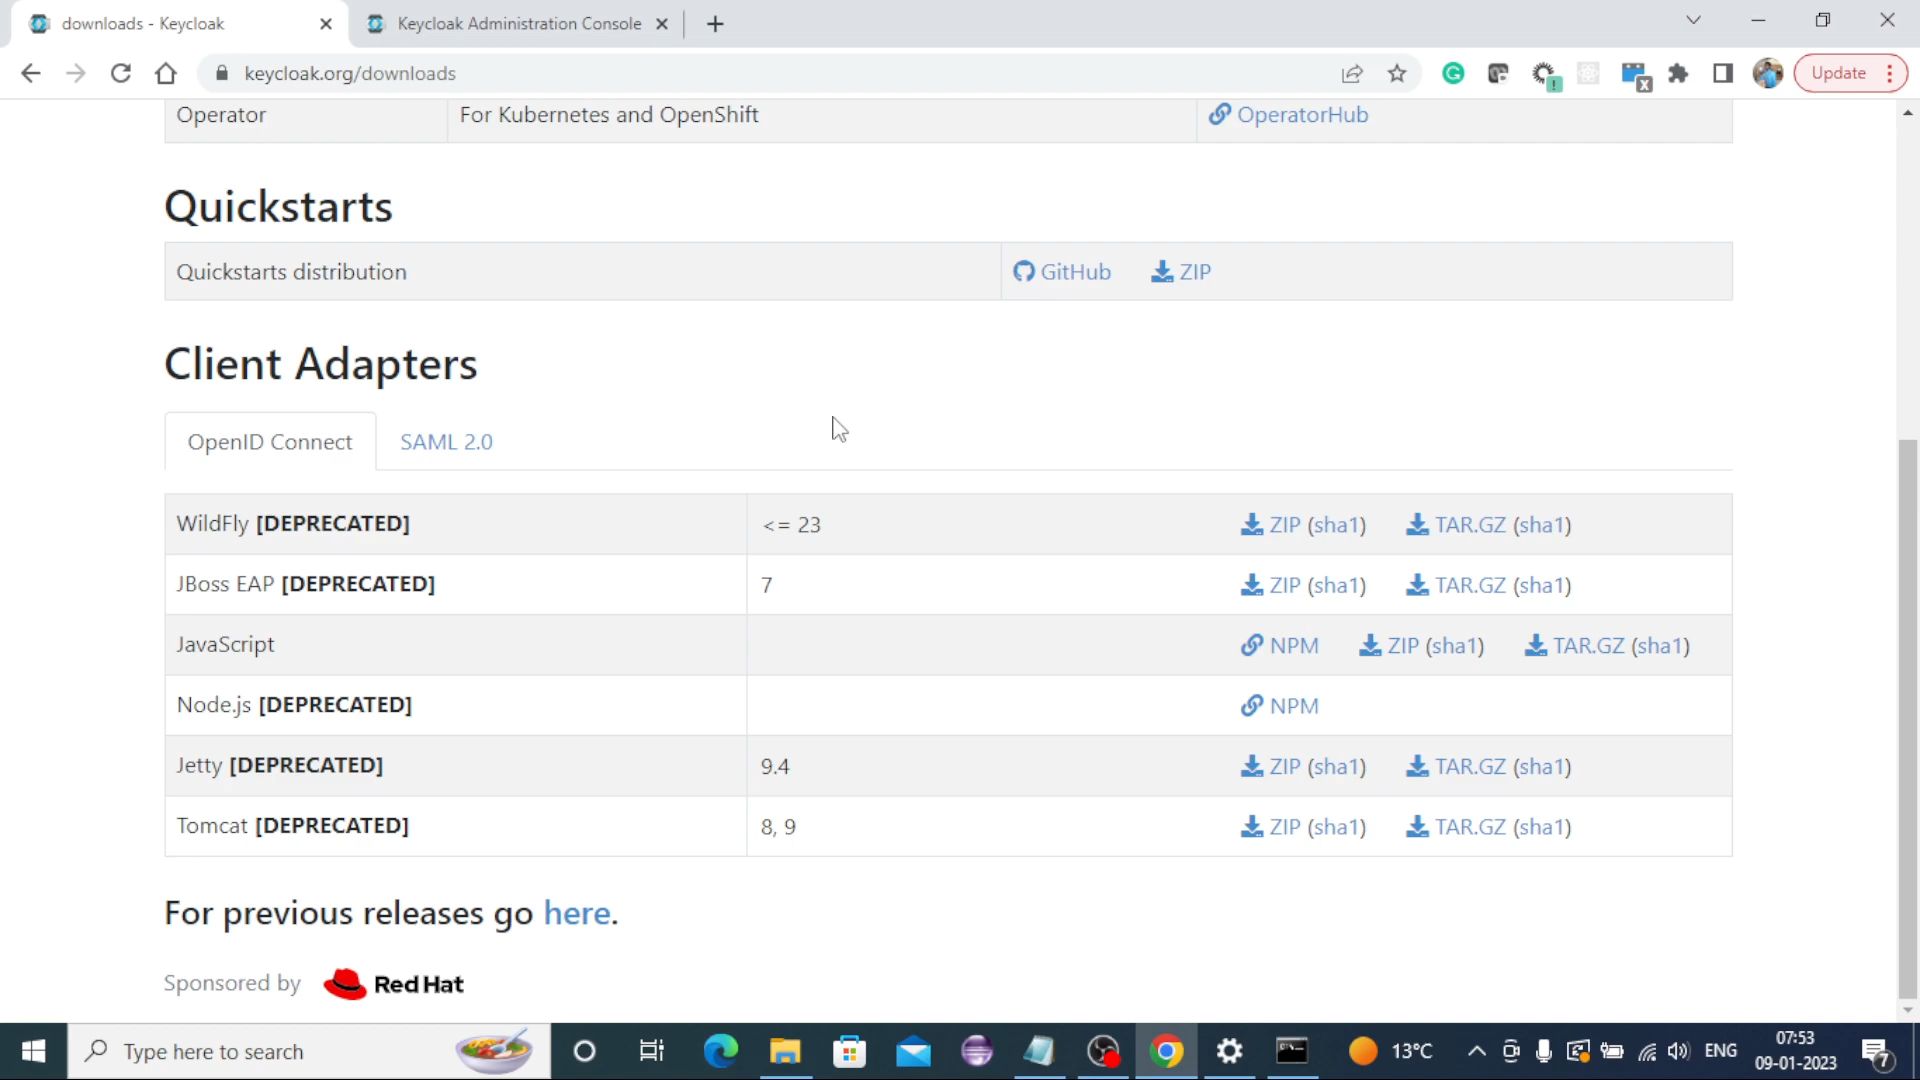 downloads - Keycloak
Keycloak Administration Console
keycloak.org/downloads
Update
Operator For Kubernetes and OpenShift OperatorHub
Quickstarts
Quickstarts distribution GitHub ZIP
Client Adapters
OpenID Connect SAML 2.0
WildFly [DEPRECATED] <= 23 ZIP (sha1) TAR.GZ (sha1)
JBoss EAP [DEPRECATED] 7 ZIP (sha1) TAR.GZ (sha1)
JavaScript NPM ZIP (sha1) TAR.GZ (sha1)
Node.js [DEPRECATED] NPM
Jetty [DEPRECATED] 9.4 ZIP (sha1) TAR.GZ (sha1)
Tomcat [DEPRECATED] 8, 9 ZIP (sha1) TAR.GZ (sha1)
For previous releases go here.
Sponsored by Red Hat
Type here to search
13°C
ENG
07:53
09-01-2023
7